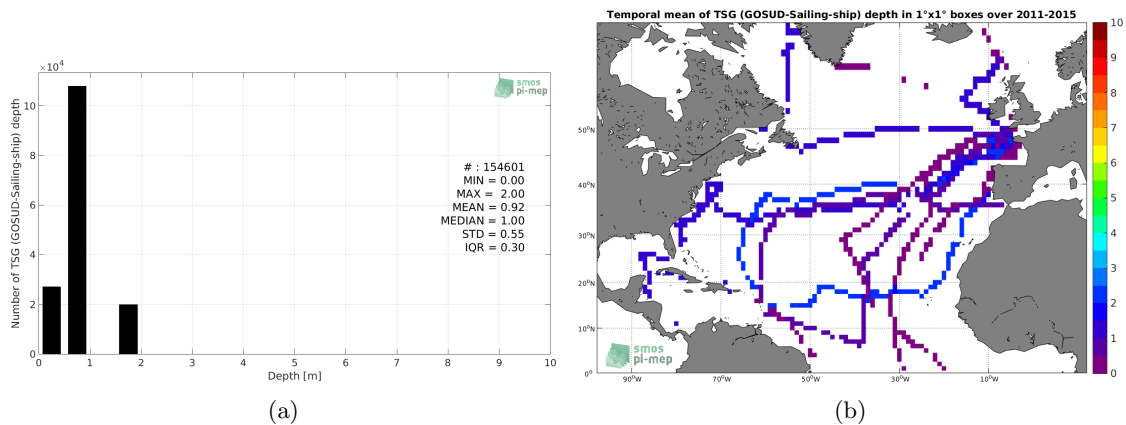 ×10⁴
10
8
6
4
2
0
Number of TSG (GOSUD-Sailing-ship) depth
smos
pi-mep
# : 154601
MIN = 0.00
MAX = 2.00
MEAN = 0.92
MEDIAN = 1.00
STD = 0.55
IQR = 0.30
0 1 2 3 4 5 6 7 8 9 10
Depth [m]
(a)
Temporal mean of TSG (GOSUD-Sailing-ship) depth in 1°x1° boxes over 2011-2015
50°N
40°N
30°N
20°N
10°N
0°
90°W 70°W 50°W 30°W 10°W
smos
pi-mep
10
9
8
7
6
5
4
3
2
1
0
(b)